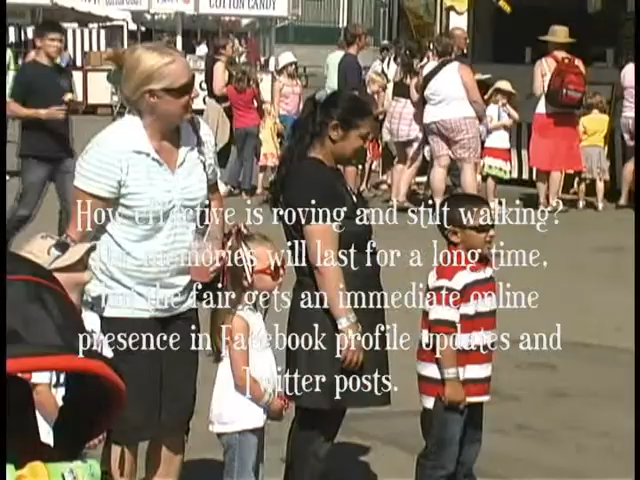 COTTON CANDY
How effective is roving and stilt walking?
The memories will last for a long time,
but the fair gets an immediate online
presence in Facebook profile updates and
Twitter posts.